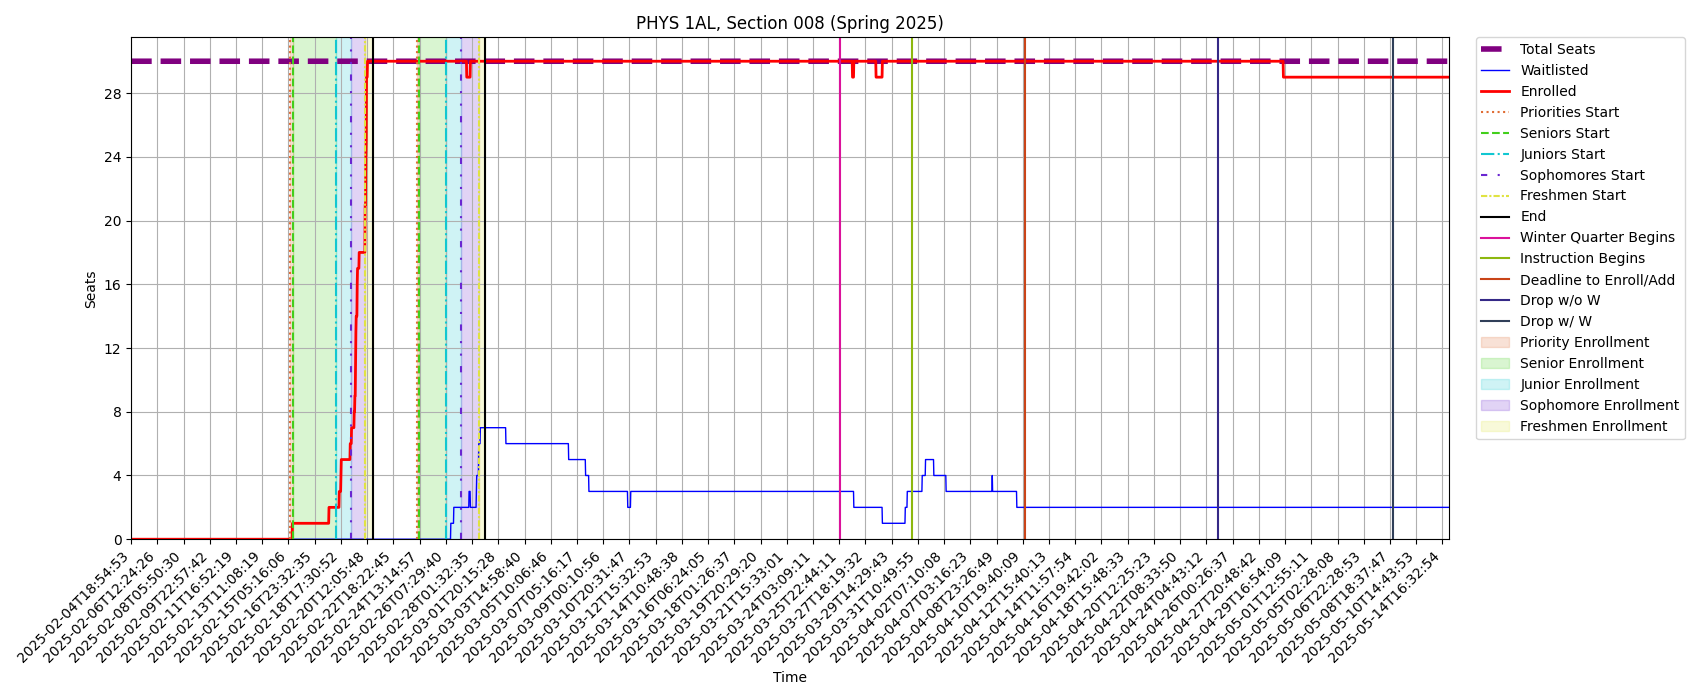 PHYS 1AL, Section 008 (Spring 2025)
Seats
28
24
20
16
12
8
4
0
2025-02-04T18:54:53
2025-02-06T12:24:26
2025-02-08T05:50:30
2025-02-09T22:57:42
2025-02-11T16:52:19
2025-02-13T11:08:19
2025-02-15T05:16:06
2025-02-16T23:32:35
2025-02-18T17:30:52
2025-02-20T12:05:48
2025-02-22T18:22:45
2025-02-24T13:14:57
2025-02-26T07:29:40
2025-02-28T01:32:35
2025-03-01T20:15:28
2025-03-03T14:58:40
2025-03-05T10:06:46
2025-03-07T05:16:17
2025-03-09T00:10:56
2025-03-10T20:31:47
2025-03-12T15:32:53
2025-03-14T10:48:38
2025-03-16T06:24:05
2025-03-18T01:26:37
2025-03-19T20:29:20
2025-03-21T15:33:01
2025-03-24T03:09:11
2025-03-25T22:44:11
2025-03-27T18:19:32
2025-03-29T14:29:43
2025-03-31T10:49:55
2025-04-02T07:10:08
2025-04-07T03:16:23
2025-04-08T23:26:49
2025-04-10T19:40:09
2025-04-12T15:40:13
2025-04-14T11:57:54
2025-04-16T19:42:02
2025-04-18T15:48:33
2025-04-20T12:25:23
2025-04-22T08:33:50
2025-04-24T04:43:12
2025-04-26T00:26:37
2025-04-27T20:48:42
2025-04-29T16:54:09
2025-05-01T12:55:11
2025-05-05T02:28:08
2025-05-06T22:28:53
2025-05-08T18:37:47
2025-05-10T14:43:53
2025-05-14T16:32:54
Time
Total Seats
Waitlisted
Enrolled
Priorities Start
Seniors Start
Juniors Start
Sophomores Start
Freshmen Start
End
Winter Quarter Begins
Instruction Begins
Deadline to Enroll/Add
Drop w/o W
Drop w/ W
Priority Enrollment
Senior Enrollment
Junior Enrollment
Sophomore Enrollment
Freshmen Enrollment